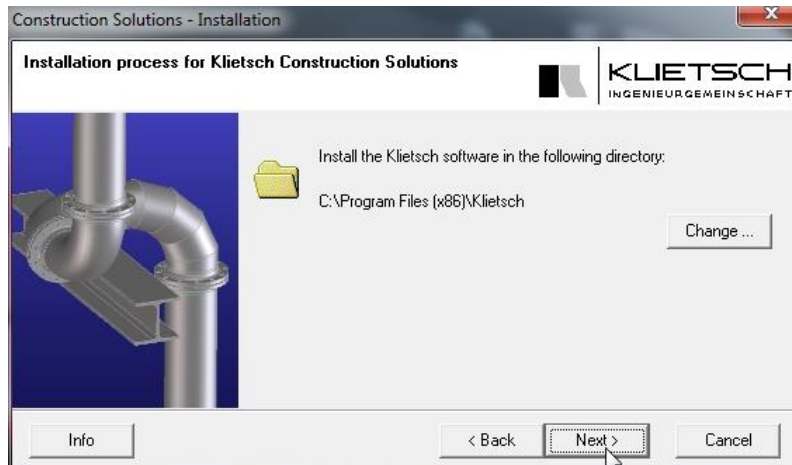 Construction Solutions - Installation
Installation process for Klietsch Construction Solutions
KLIETSCH
INGENIEURGEMEINSCHAFT
Install the Klietsch software in the following directory:
C:\Program Files (x86)\Klietsch
Change ...
Info
< Back
Next >
Cancel